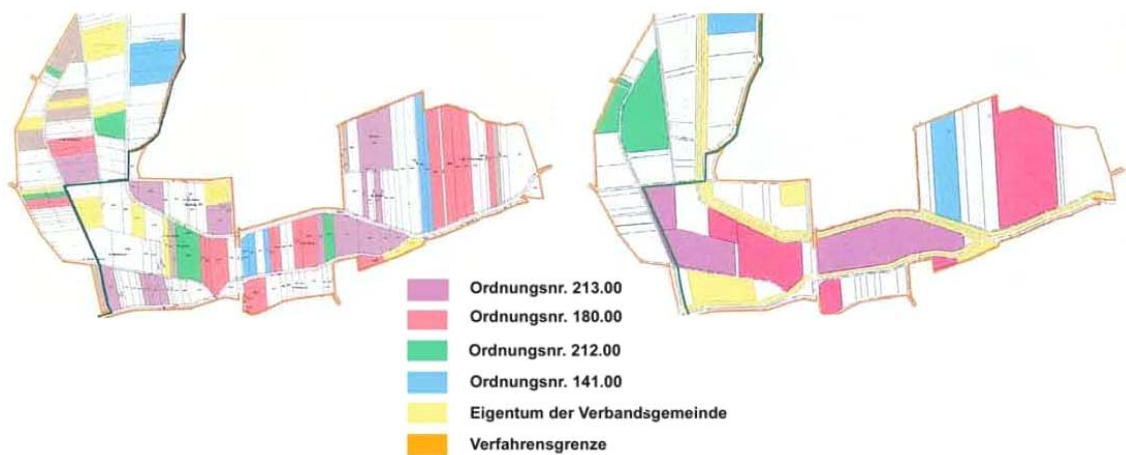 Ordnungsnr. 213.00
Ordnungsnr. 180.00
Ordnungsnr. 212.00
Ordnungsnr. 141.00
Eigentum der Verbandsgemeinde
Verfahrensgrenze